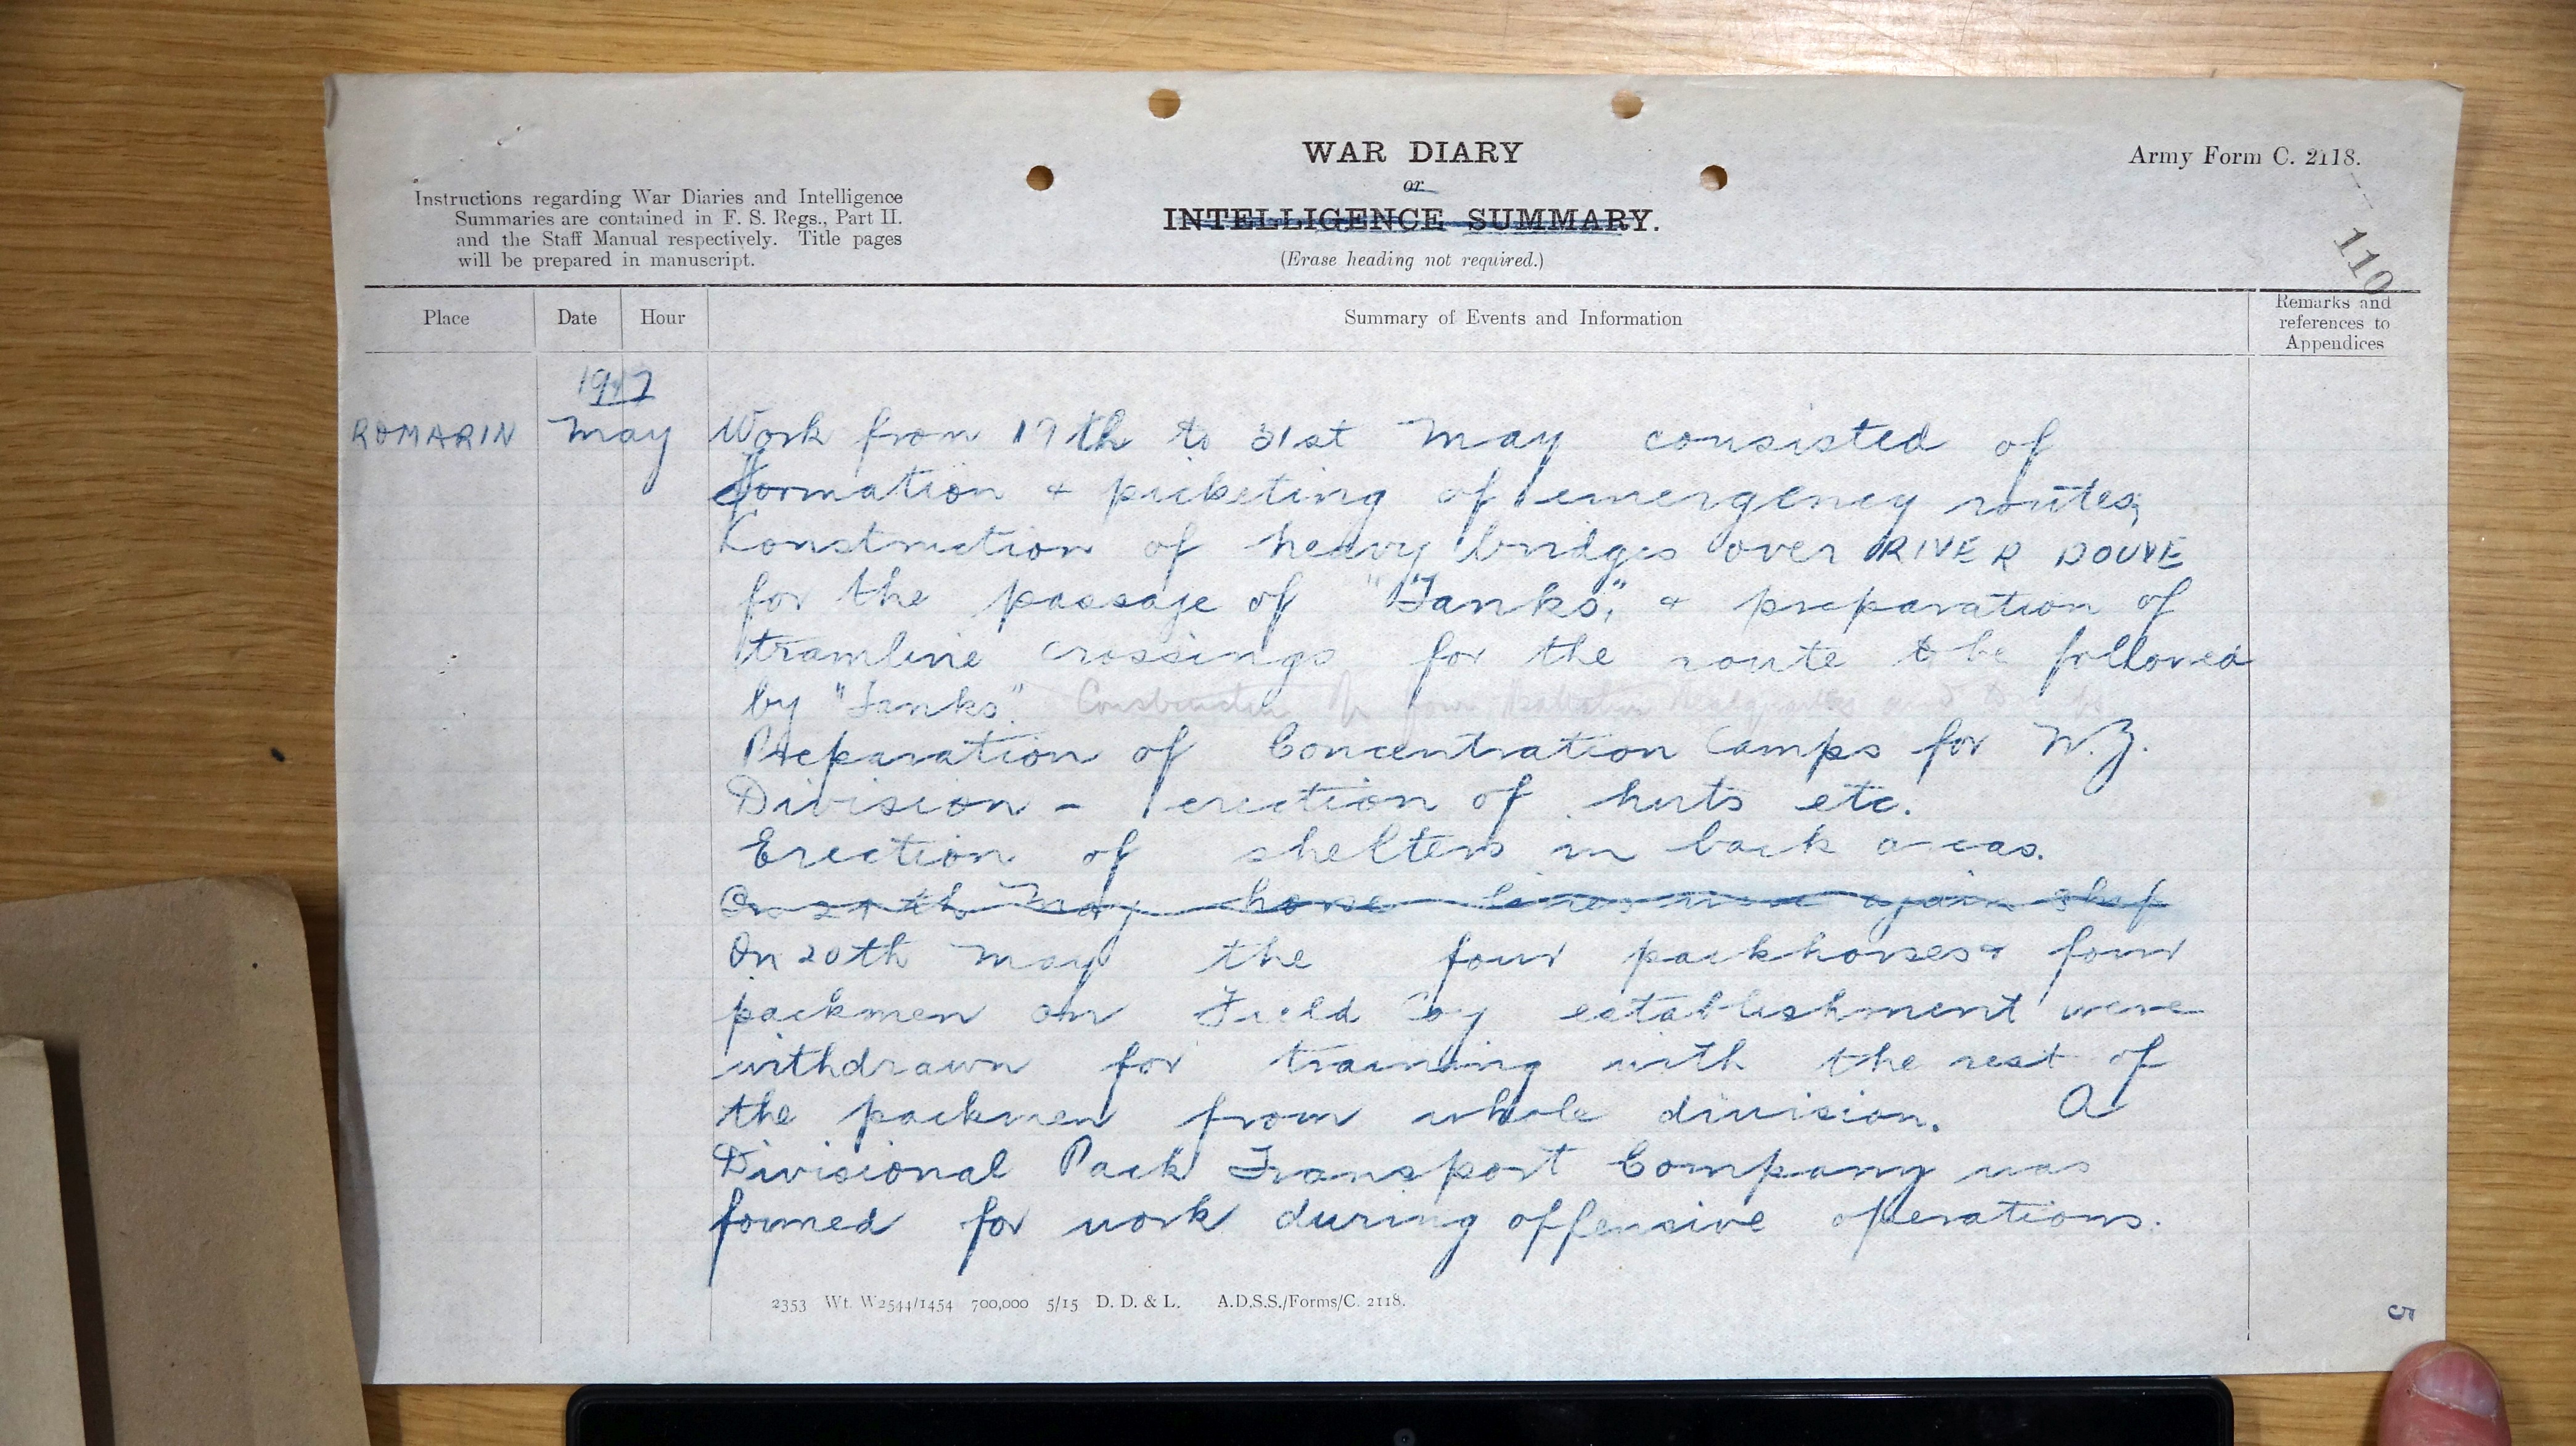 WAR DIARY
or
INTELLIGENCE SUMMARY.
(Erase heading not required.)
Army Form C. 2118.
110
Instructions regarding War Diaries and Intelligence
Summaries are contained in F. S. Regs., Part II.
and the Staff Manual respectively. Title pages
will be prepared in manuscript.
Place
Date
Hour
Summary of Events and Information
Remarks and
references to
Appendices
1917
ROMARIN
May
Work from 17th to 31st May consisted of
formation & picketing of emergency routes,
Construction of heavy bridges over RIVER DOUVE
for the passage of "Tanks", & preparation of
tramline crossings for the route to be followed
by "Tanks". Construction four Battalion
Preparation of Concentration Camps for N.Z.
Division - erection of huts etc.
Erection of shelters in back areas.
May horse lines were again
On 20th May the four packhorses & four
packmen on Field Coy establishment were
withdrawn for training with the rest of
the packmen from whole division. A
Divisional Pack Transport Company was
formed for work during offensive operations.
2353 Wt. W2544/1454 700,000 5/15 D. D. & L. A.D.S.S./Forms/C. 2118.
5